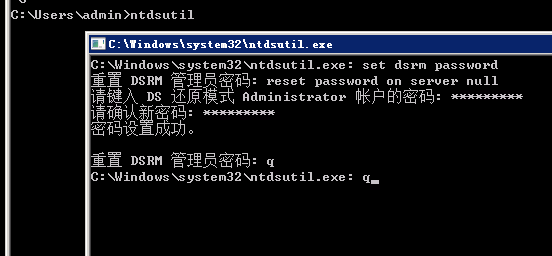 C:\Users\admin>ntdsutil
C:\Windows\system32\ntdsutil.exe
C:\Windows\system32\ntdsutil.exe: set dsrm password
重置 DSRM 管理员密码: reset password on server null
请键入 DS 还原模式 Administrator 帐户的密码: *********
请确认新密码: *********
密码设置成功。
重置 DSRM 管理员密码: q
C:\Windows\system32\ntdsutil.exe: q_